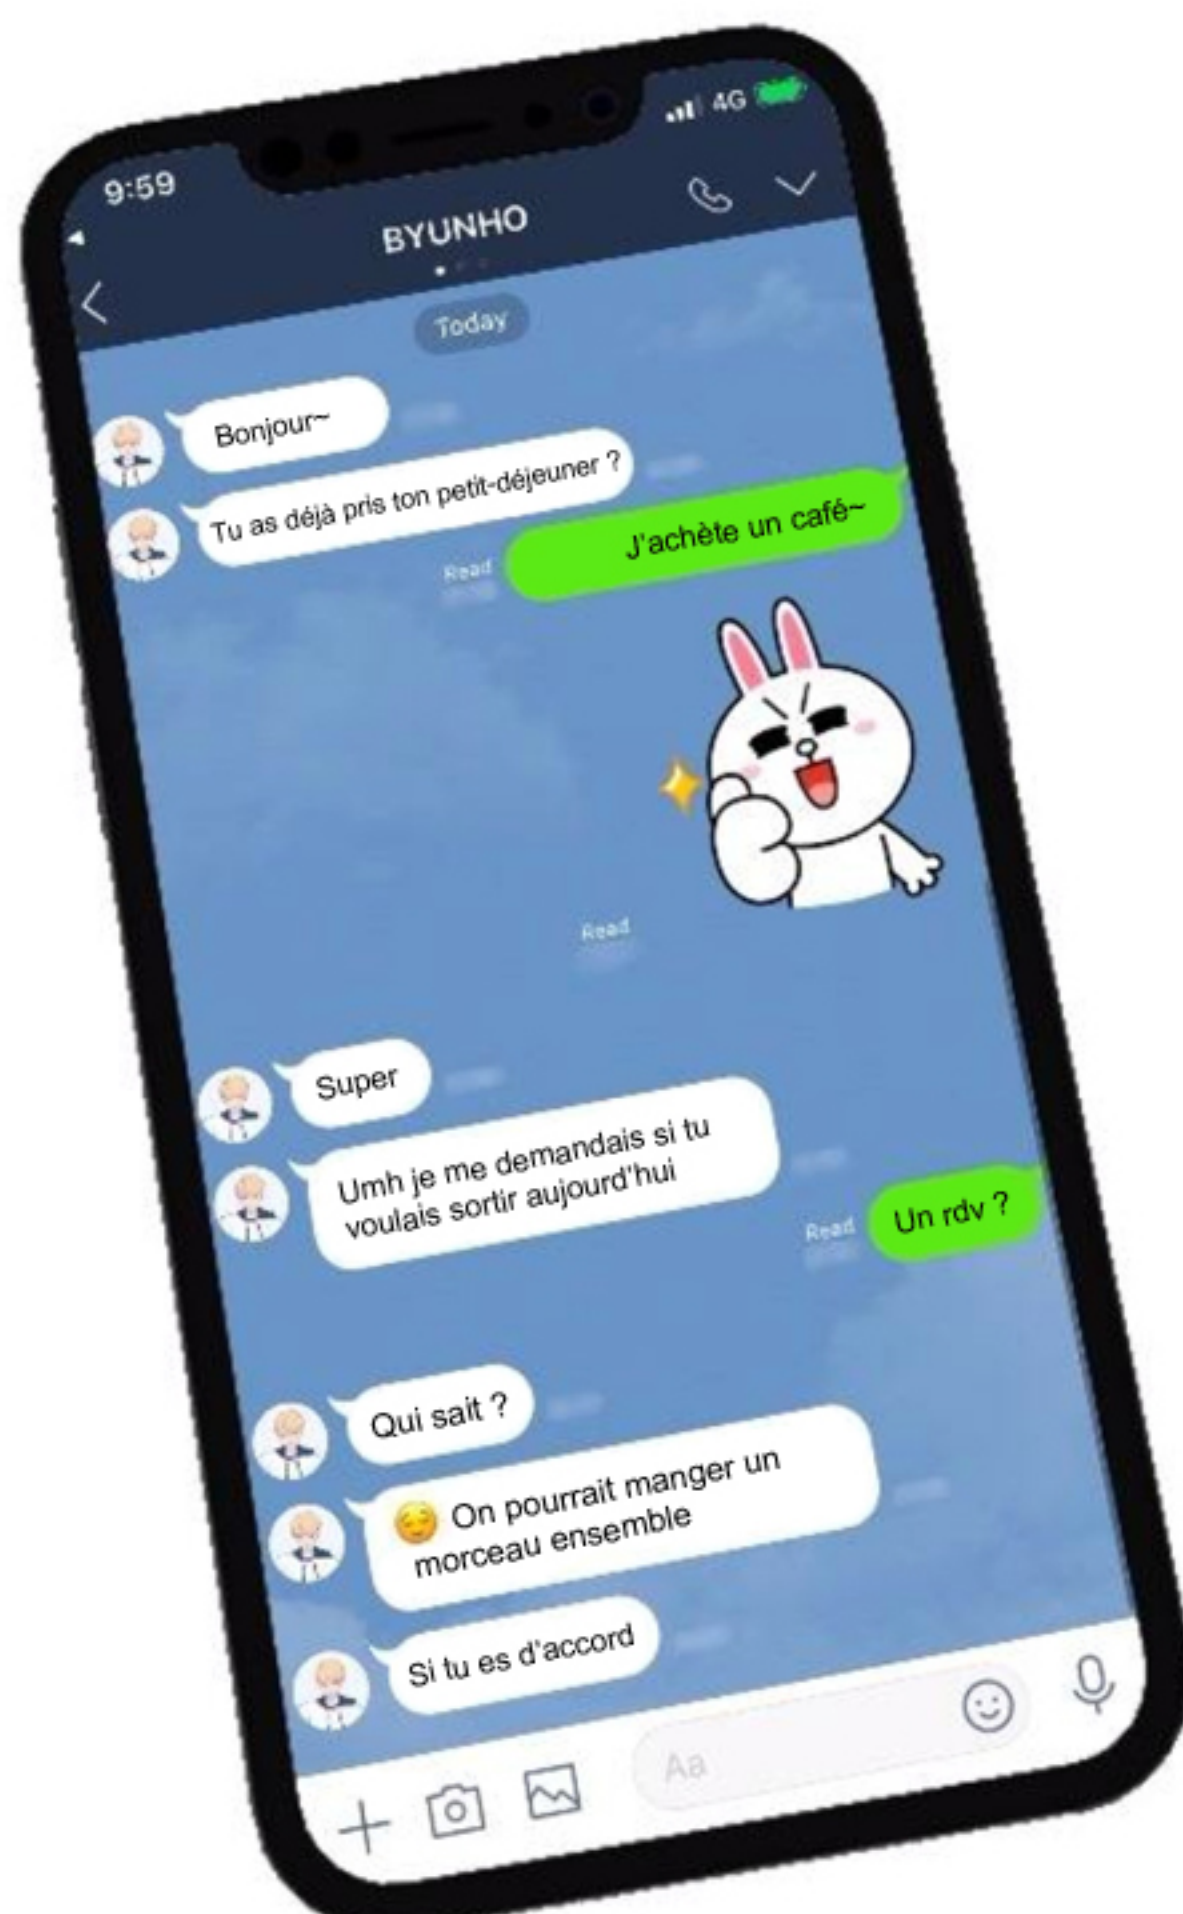 9:59
4G
BYUNHO
Today
Bonjour~
Tu as déjà pris ton petit-déjeuner ?
J'achète un café~
Read
Read
Super
Umh je me demandais si tu
voulais sortir aujourd'hui
Un rdv ?
Read
Qui sait ?
On pourrait manger un
morceau ensemble
Si tu es d'accord
Aa